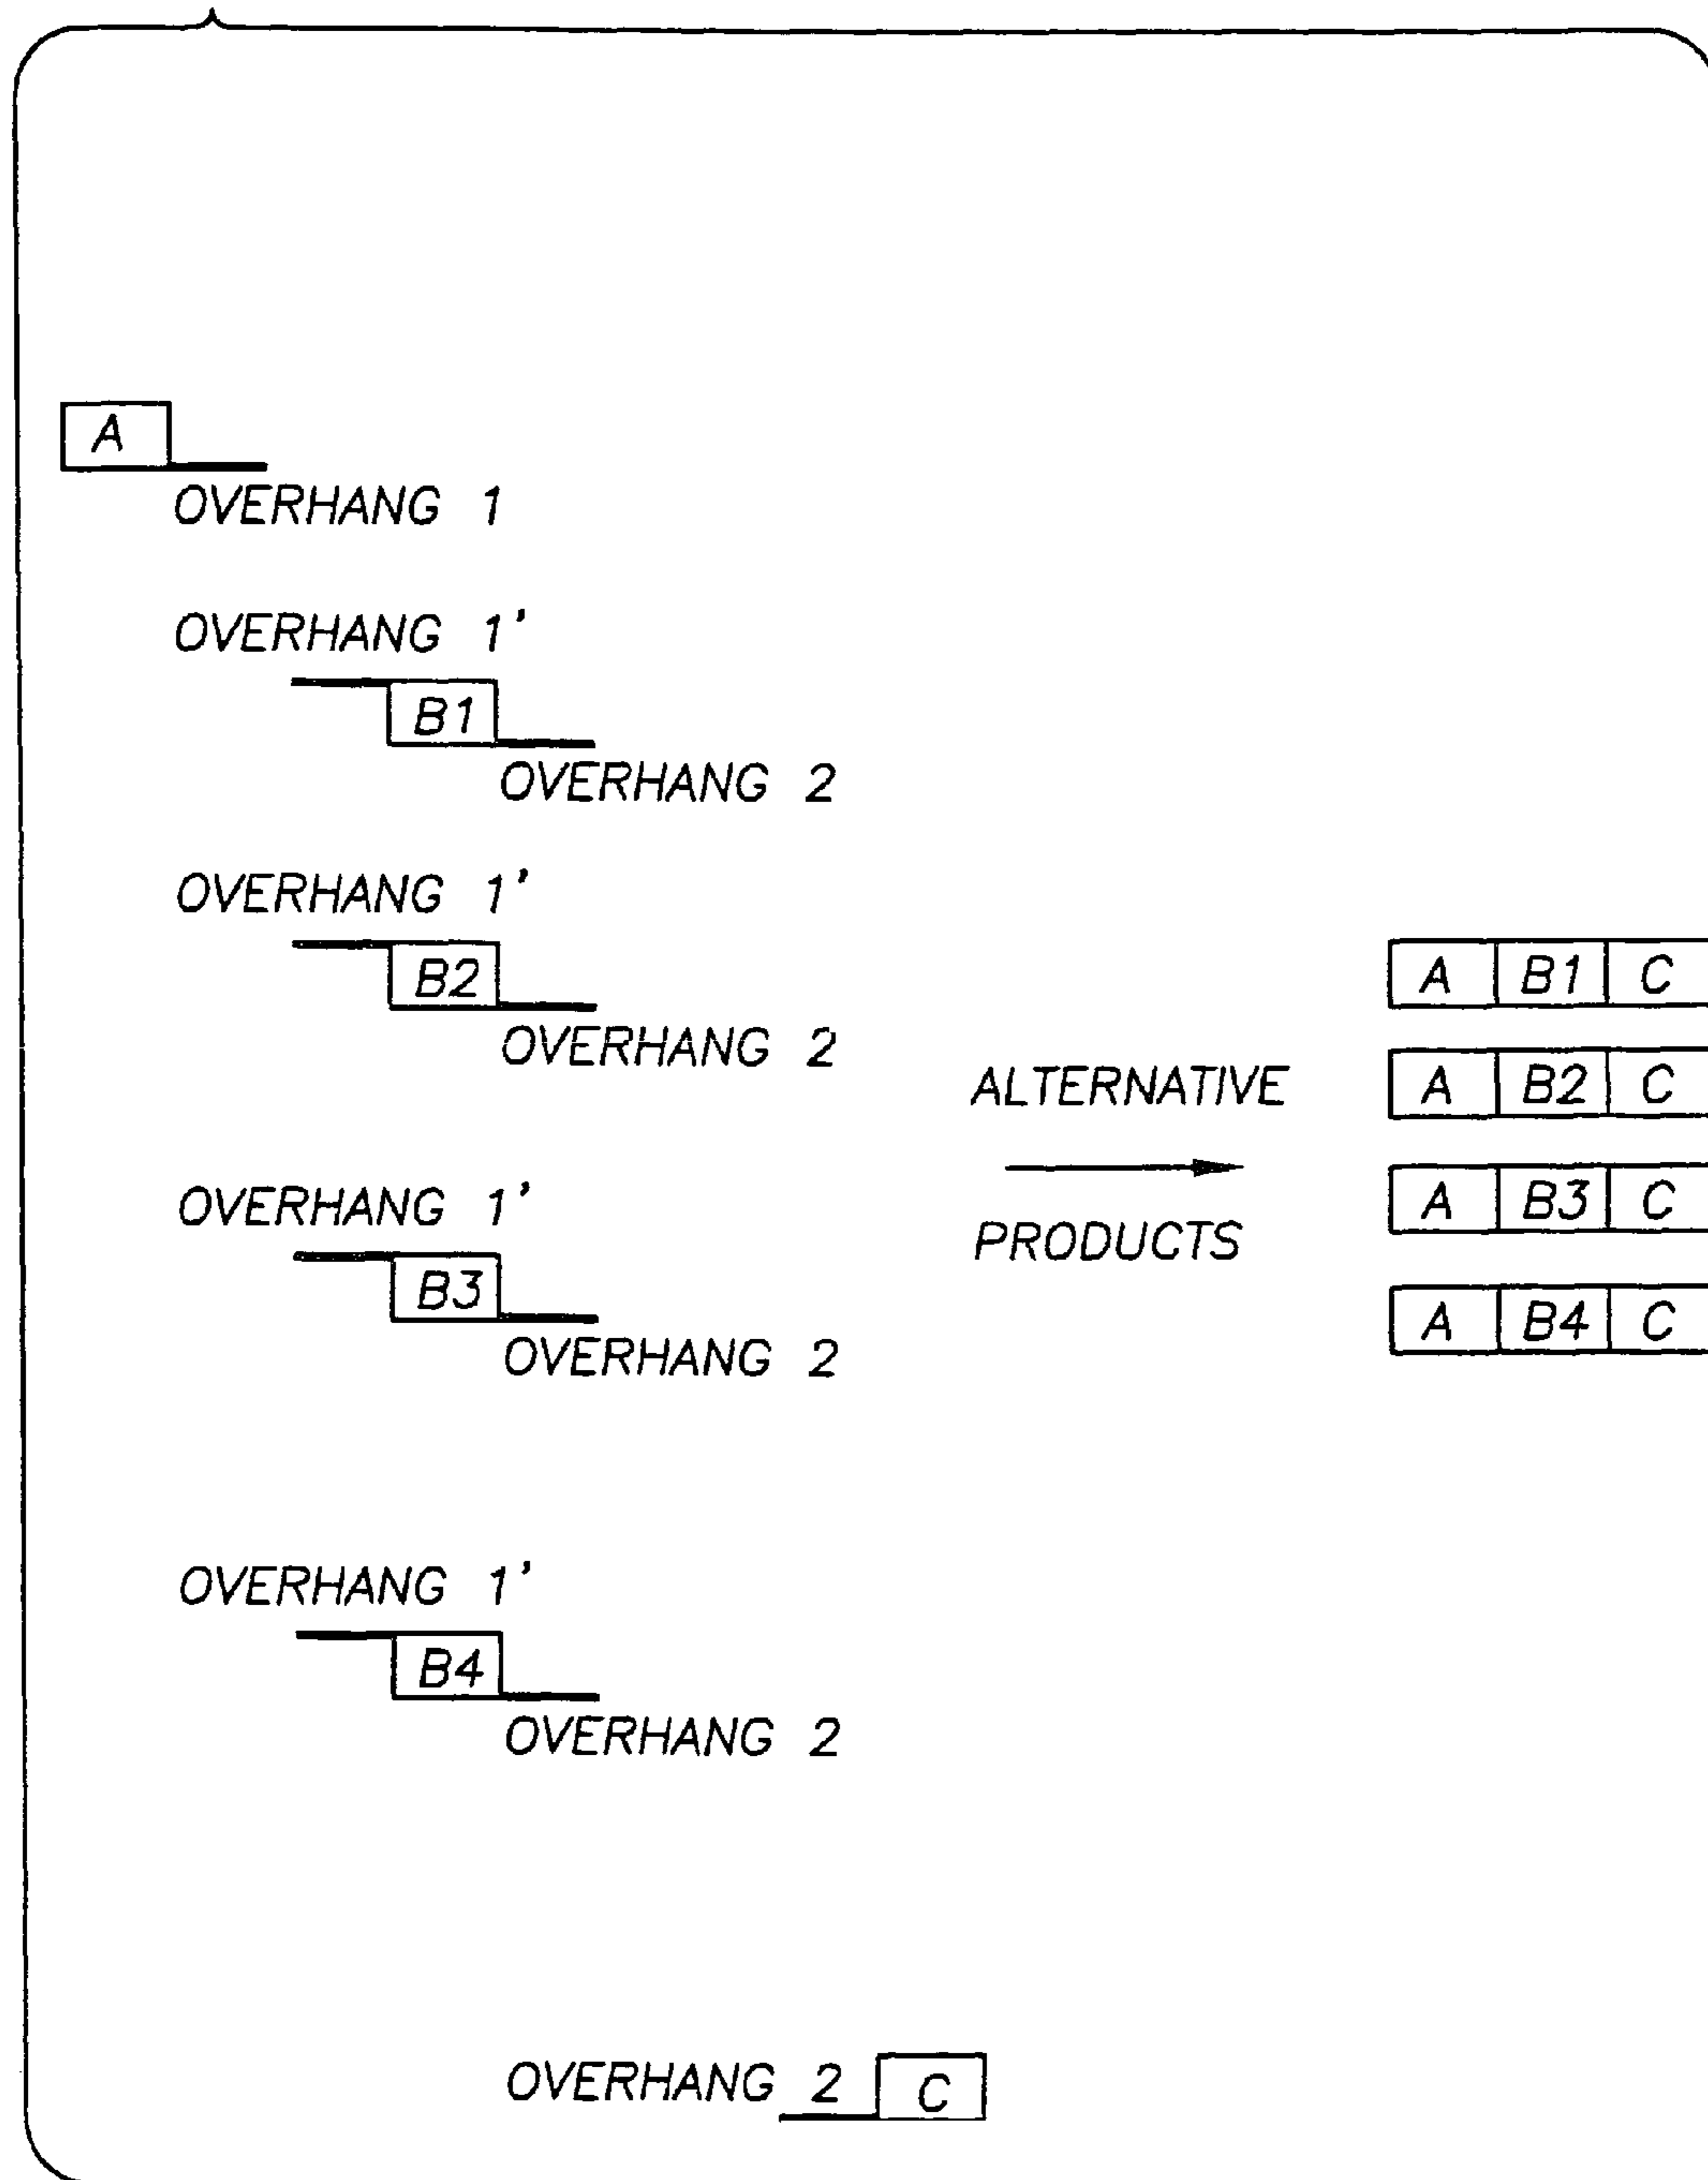 A
OVERHANG 1
OVERHANG 1'
B1
OVERHANG 2
OVERHANG 1'
B2
OVERHANG 2
OVERHANG 1'
B3
OVERHANG 2
OVERHANG 1'
B4
OVERHANG 2
OVERHANG 2
C
ALTERNATIVE
PRODUCTS
A B1 C
A B2 C
A B3 C
A B4 C